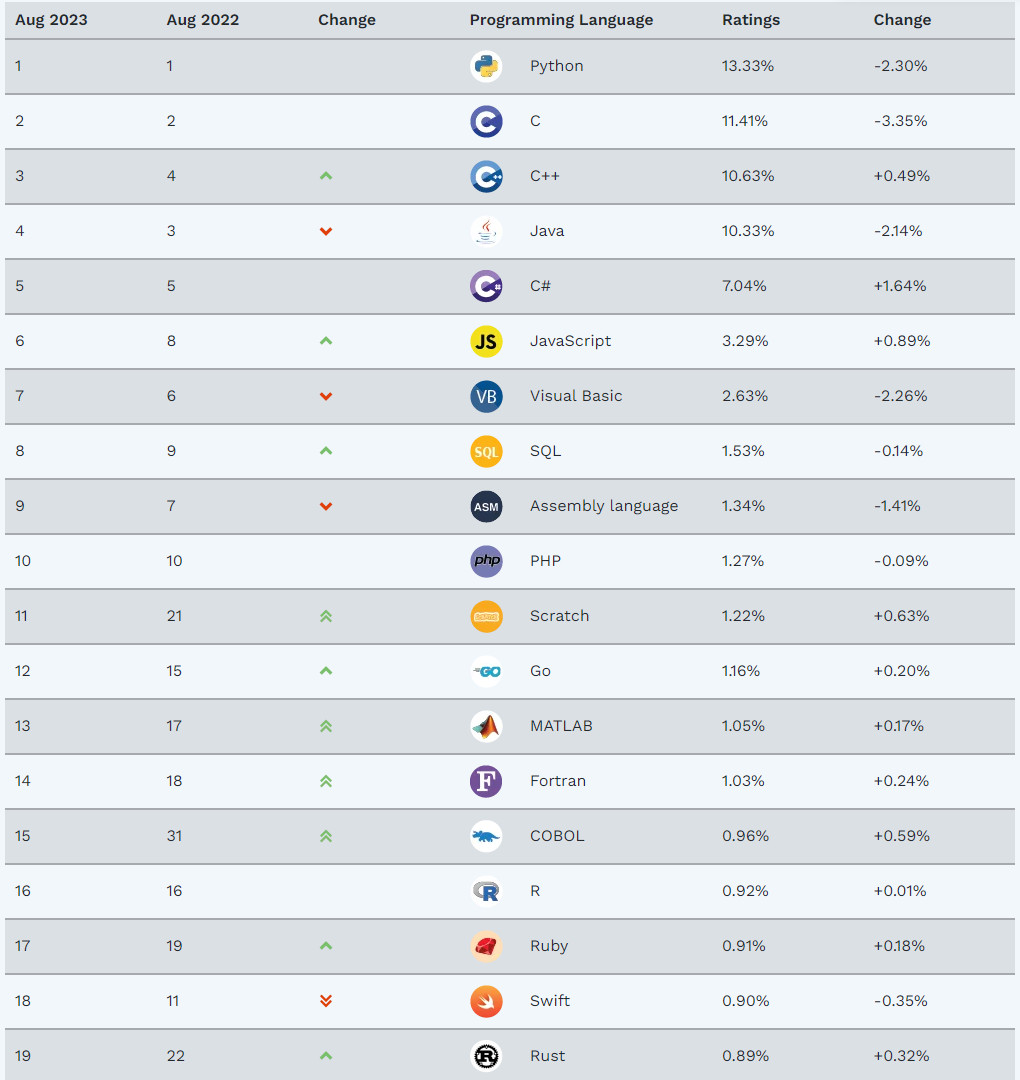 Aug 2023 Aug 2022 Change Programming Language Ratings Change
1 1 Python 13.33% -2.30%
2 2 C C 11.41% -3.35%
3 4 C++ C++ 10.63% +0.49%
4 3 Java 10.33% -2.14%
5 5 C# C# 7.04% +1.64%
6 8 JS JavaScript 3.29% +0.89%
7 6 VB Visual Basic 2.63% -2.26%
8 9 SQL SQL 1.53% -0.14%
9 7 ASM Assembly language 1.34% -1.41%
10 10 php PHP 1.27% -0.09%
11 21 Scratch 1.22% +0.63%
12 15 GO Go 1.16% +0.20%
13 17 MATLAB 1.05% +0.17%
14 18 F Fortran 1.03% +0.24%
15 31 COBOL 0.96% +0.59%
16 16 R R 0.92% +0.01%
17 19 Ruby 0.91% +0.18%
18 11 Swift 0.90% -0.35%
19 22 R Rust 0.89% +0.32%